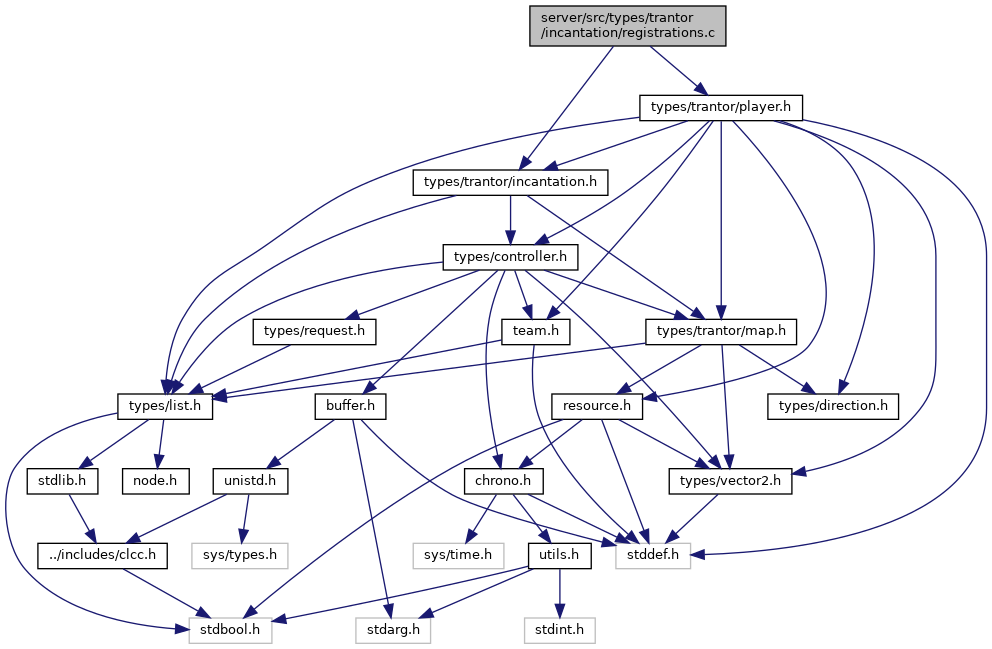 server/src/types/trantor
/incantation/registrations.c
types/trantor/player.h
types/trantor/incantation.h
types/controller.h
types/request.h
team.h
types/trantor/map.h
types/list.h
buffer.h
resource.h
types/direction.h
stdlib.h
node.h
unistd.h
chrono.h
types/vector2.h
../includes/clcc.h
sys/types.h
sys/time.h
utils.h
stddef.h
stdbool.h
stdarg.h
stdint.h